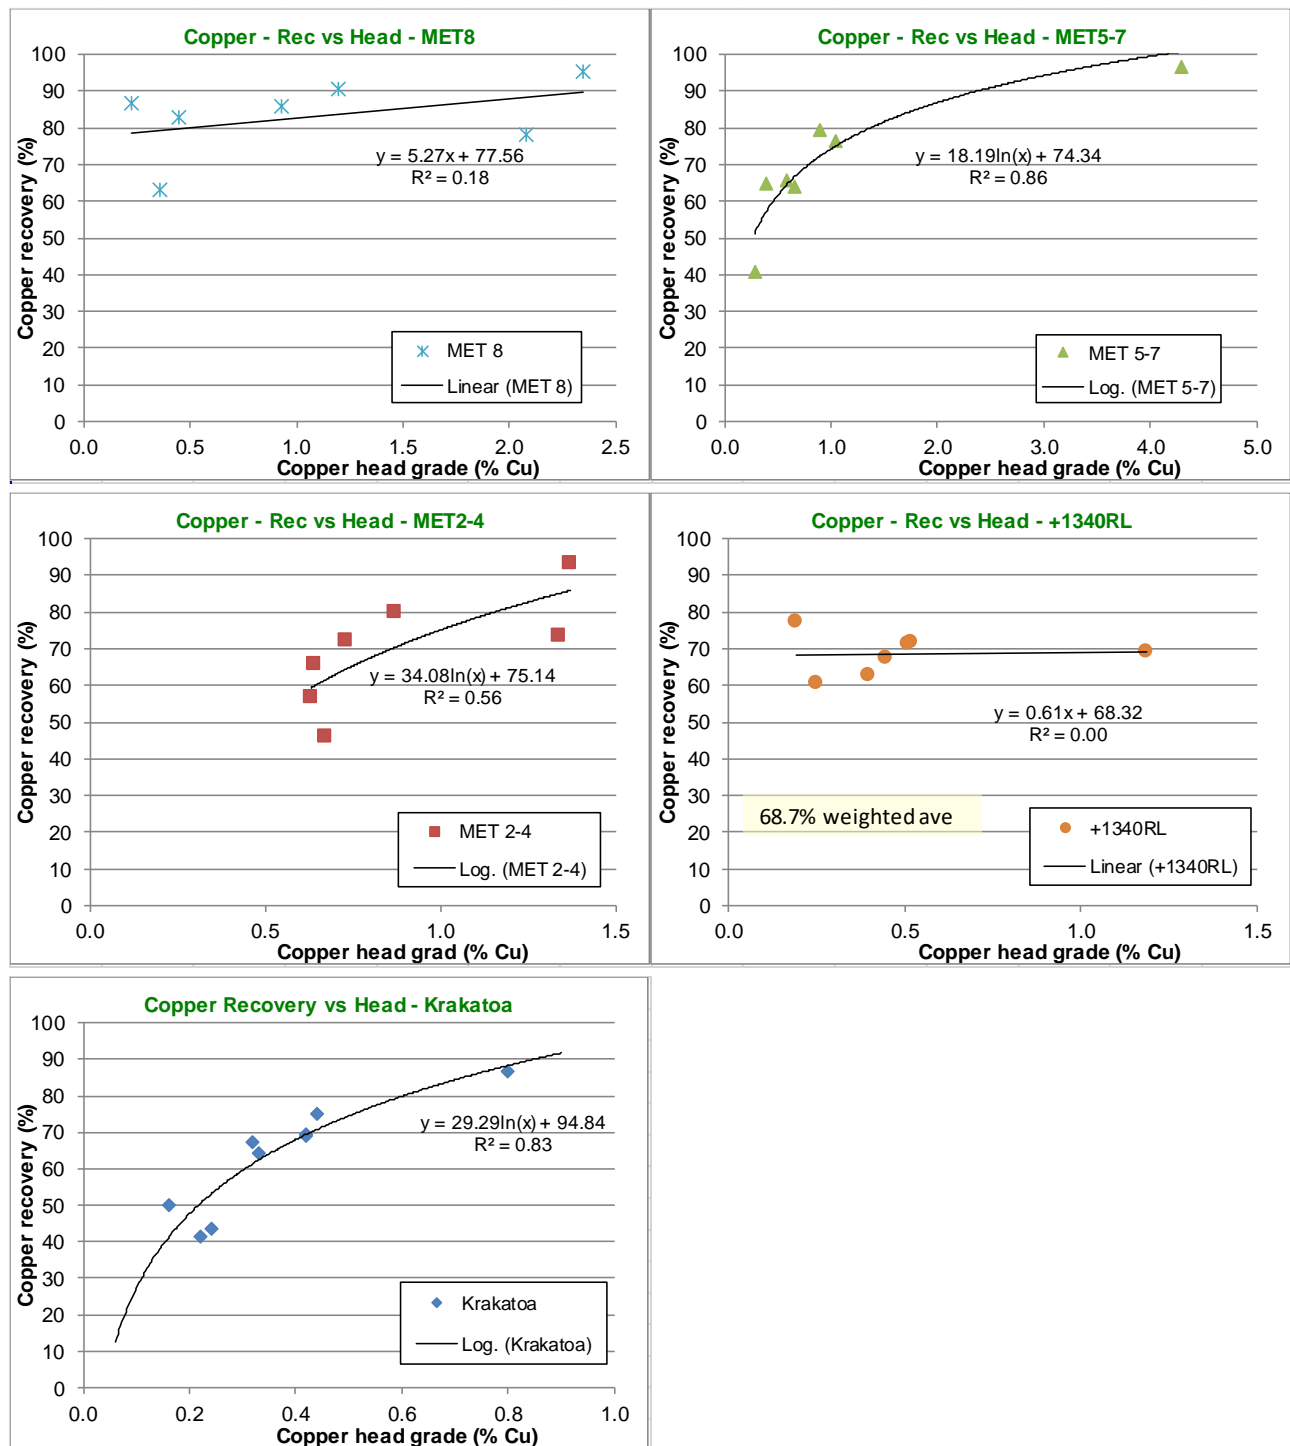 Copper - Rec vs Head - MET8
100
90
80
70
60
50
40
30
20
10
0
Copper recovery (%)
y = 5.27x + 77.56
R² = 0.18
MET 8
Linear (MET 8)
0.0 0.5 1.0 1.5 2.0 2.5
Copper head grade (% Cu)
Copper - Rec vs Head - MET5-7
100
90
80
70
60
50
40
30
20
10
0
Copper recovery (%)
y = 18.19ln(x) + 74.34
R² = 0.86
MET 5-7
Log. (MET 5-7)
0.0 1.0 2.0 3.0 4.0 5.0
Copper head grade (% Cu)
Copper - Rec vs Head - MET2-4
100
90
80
70
60
50
40
30
20
10
0
Copper recovery (%)
y = 34.08ln(x) + 75.14
R² = 0.56
MET 2-4
Log. (MET 2-4)
0.0 0.5 1.0 1.5
Copper head grad (% Cu)
Copper - Rec vs Head - +1340RL
100
90
80
70
60
50
40
30
20
10
0
Copper recovery (%)
y = 0.61x + 68.32
R² = 0.00
68.7% weighted ave
+1340RL
Linear (+1340RL)
0.0 0.5 1.0 1.5
Copper head grade (% Cu)
Copper Recovery vs Head - Krakatoa
100
90
80
70
60
50
40
30
20
10
0
Copper recovery (%)
y = 29.29ln(x) + 94.84
R² = 0.83
Krakatoa
Log. (Krakatoa)
0.0 0.2 0.4 0.6 0.8 1.0
Copper head grade (% Cu)